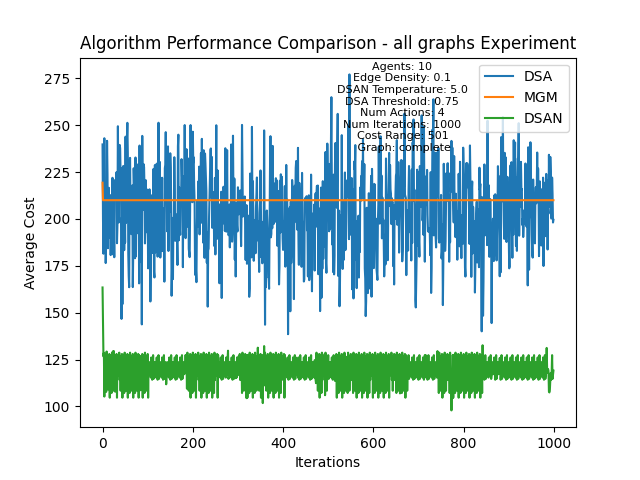 Algorithm Performance Comparison - all graphs Experiment
Agents: 10
Edge Density: 0.1
DSAN Temperature: 5.0
DSA Threshold: 0.75
Num Actions: 4
Num Iterations: 1000
Cost Range: 501
Graph: complete
DSA
MGM
DSAN
Average Cost
275
250
225
200
175
150
125
100
0
200
400
600
800
1000
Iterations